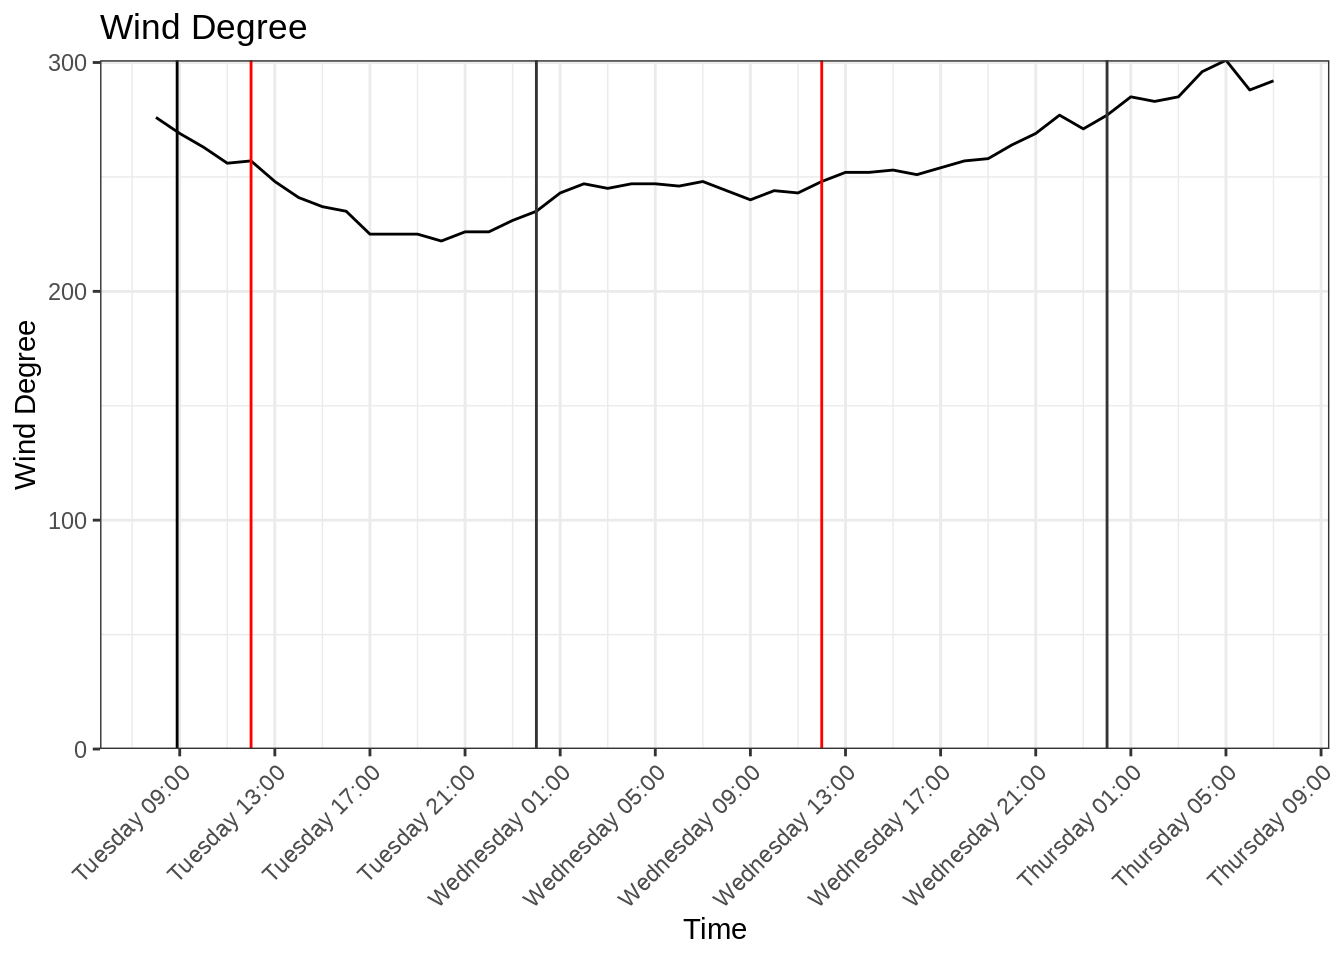 Wind Degree
Wind Degree
300
200
100
0
Tuesday 09:00
Tuesday 13:00
Tuesday 17:00
Tuesday 21:00
Wednesday 01:00
Wednesday 05:00
Wednesday 09:00
Wednesday 13:00
Wednesday 17:00
Wednesday 21:00
Thursday 01:00
Thursday 05:00
Thursday 09:00
Time